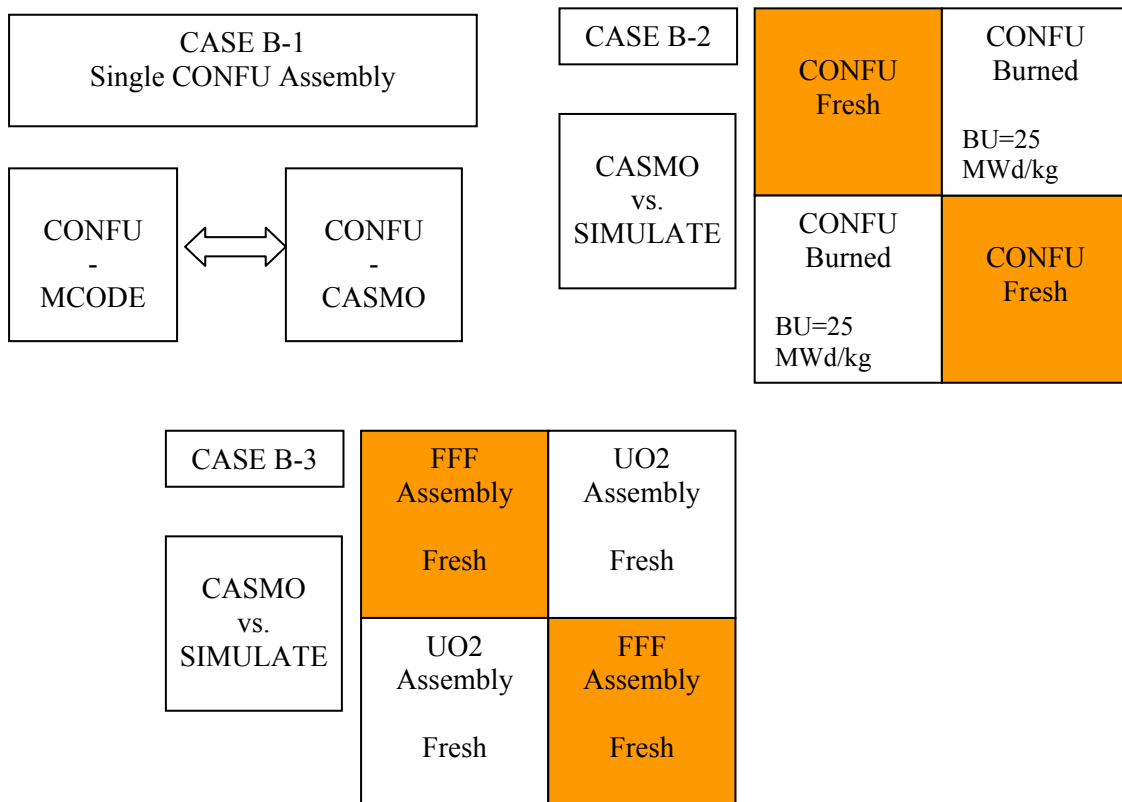 CASE B-1
Single CONFU Assembly
CONFU
-
MCODE
CONFU
-
CASMO
CASE B-2
CASMO
vs.
SIMULATE
CONFU
Fresh
CONFU
Burned
BU=25
MWd/kg
CONFU
Burned
BU=25
MWd/kg
CONFU
Fresh
CASE B-3
CASMO
vs.
SIMULATE
FFF
Assembly
Fresh
UO2
Assembly
Fresh
UO2
Assembly
Fresh
FFF
Assembly
Fresh